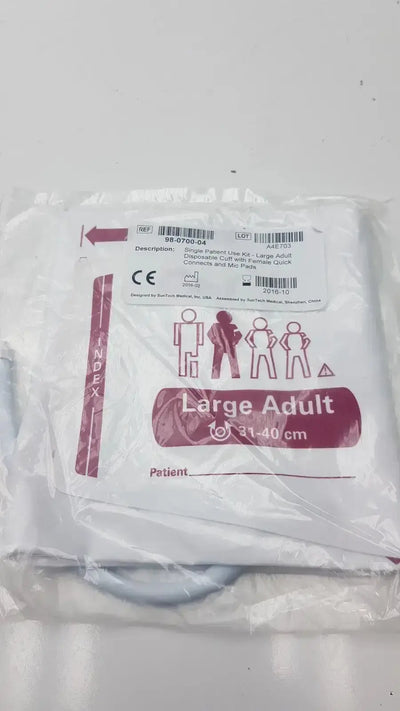 REF
98-0700-04
LOT
A4E703
Description: Single Patient Use Kit - Large Adult
Disposable Cuff with Female Quick
Connects and Mic Pads
CE
2016-02
2016-10
Designed by SunTech Medical, Inc. USA Assembled by SunTech Medical, Shenzhen, China
INDEX
Large Adult
31-40 cm
Patient